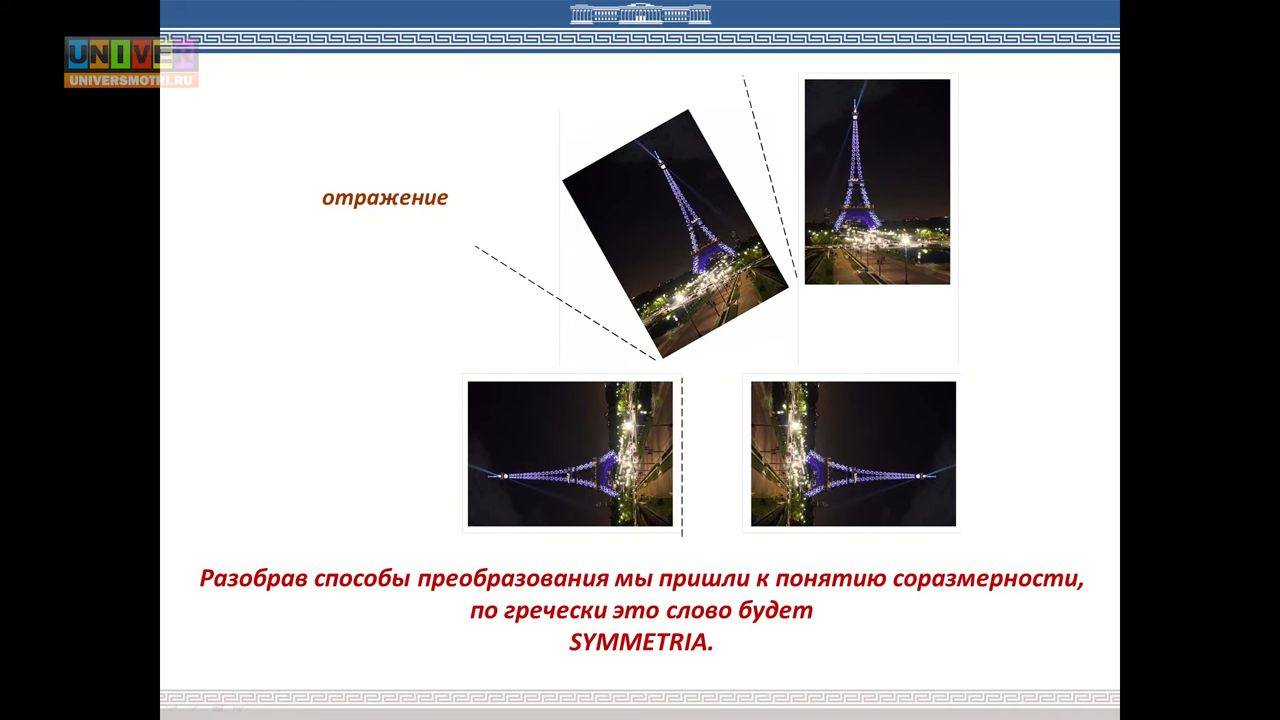 UNIVER
UNIVERSMOTRI.RU
отражение
Разобрав способы преобразования мы пришли к понятию соразмерности,
по гречески это слово будет
SYMMETRIA.